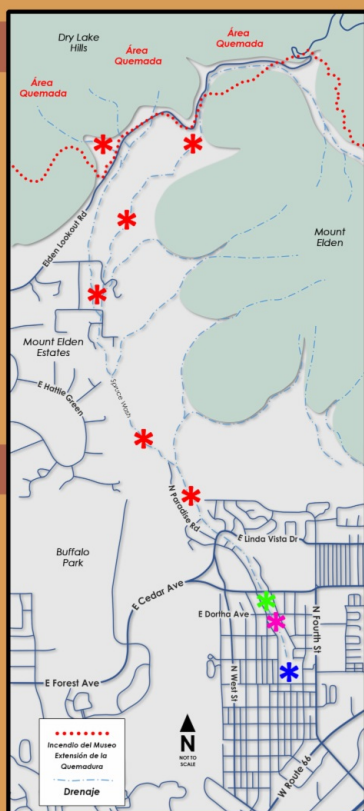 Dry Lake
Hills
Área
Quemada
Área
Quemada
Área
Quemada
Elden Lookout Rd
Mount
Elden
Mount Elden
Estates
E Hattie Green
Spruce Wash
N Paradise Rd
E Linda Vista Dr
Buffalo
Park
E Cedar Ave
E Dortha Ave
N Fourth St
E Forest Ave
N West St
W Route 66
N
NOT TO
SCALE
Incendio del Museo
Extensión de la
Quemadura
Drenaje